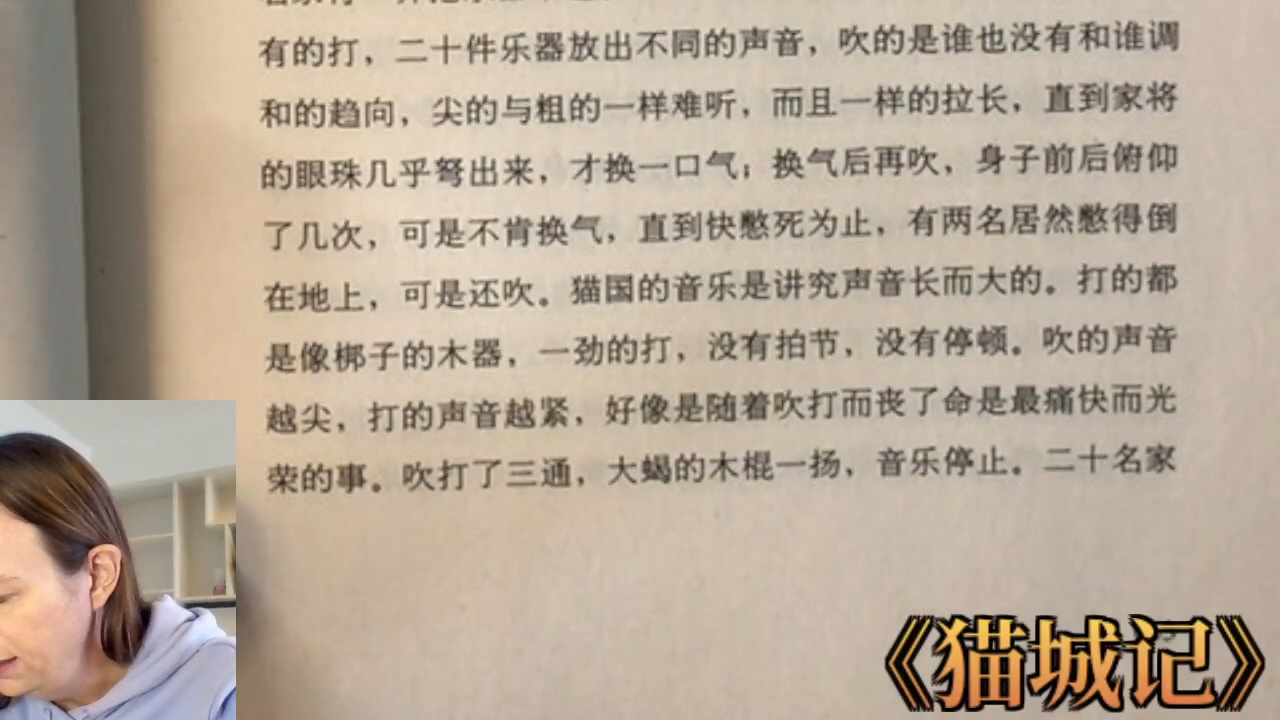 有的打，二十件乐器放出不同的声音，吹的是谁也没有和谁调
和的趋向，尖的与粗的一样难听，而且一样的拉长，直到家将
的眼珠几乎弩出来，才换一口气；换气后再吹，身子前后俯仰
了几次，可是不肯换气，直到快憋死为止，有两名居然憋得倒
在地上，可是还吹。猫国的音乐是讲究声音长而大的。打的都
是像梆子的木器，一劲的打，没有拍节，没有停顿。吹的声音
越尖，打的声音越紧，好像是随着吹打而丧了命是最痛快而光
荣的事。吹打了三通，大蝎的木棍一扬，音乐停止。二十名家
《猫城记》